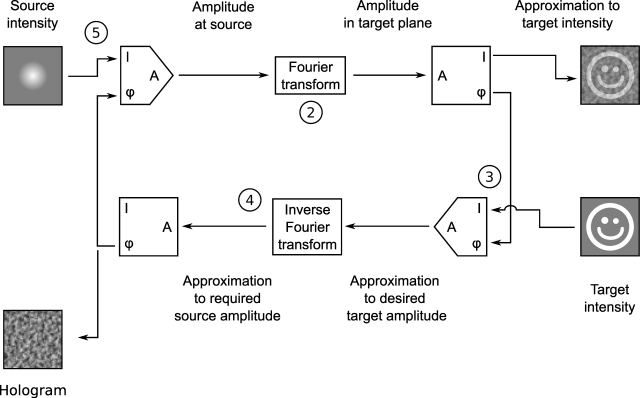 Source
intensity
5
Amplitude
at source
Amplitude
in target plane
Approximation to
target intensity
I
A
φ
Fourier
transform
2
A
I
φ
3
I
A
φ
4
Inverse
Fourier
transform
A
I
φ
Approximation
to required
source amplitude
Approximation
to desired
target amplitude
Target
intensity
Hologram